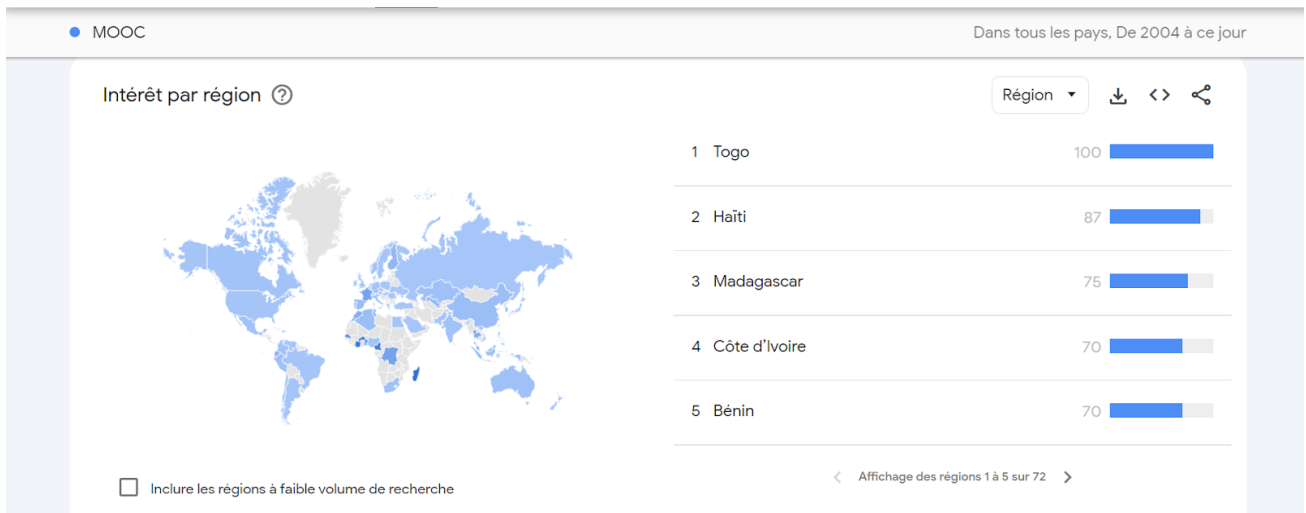 MOOC
Dans tous les pays, De 2004 à ce jour
Intérêt par région ?
Région
1 Togo 100
2 Haïti 87
3 Madagascar 75
4 Côte d'Ivoire 70
5 Bénin 70
Inclure les régions à faible volume de recherche
Affichage des régions 1 à 5 sur 72